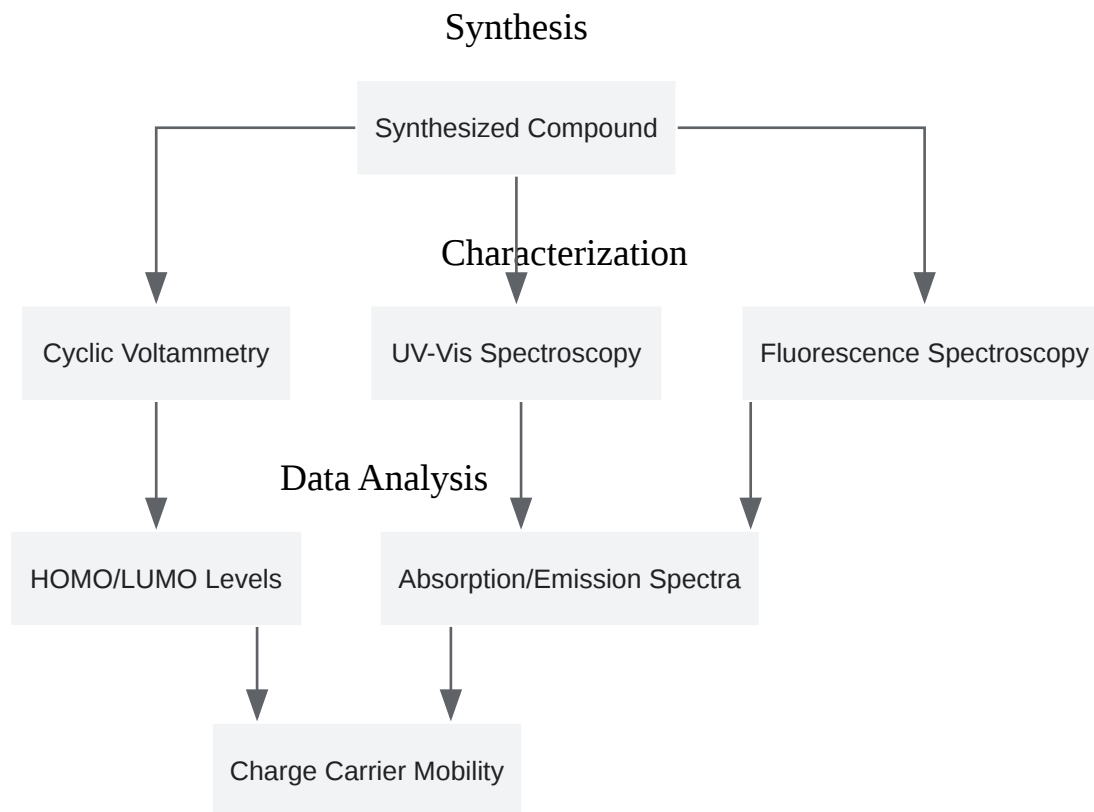 Synthesis
Synthesized Compound
Characterization
Cyclic Voltammetry
UV-Vis Spectroscopy
Fluorescence Spectroscopy
Data Analysis
HOMO/LUMO Levels
Absorption/Emission Spectra
Charge Carrier Mobility